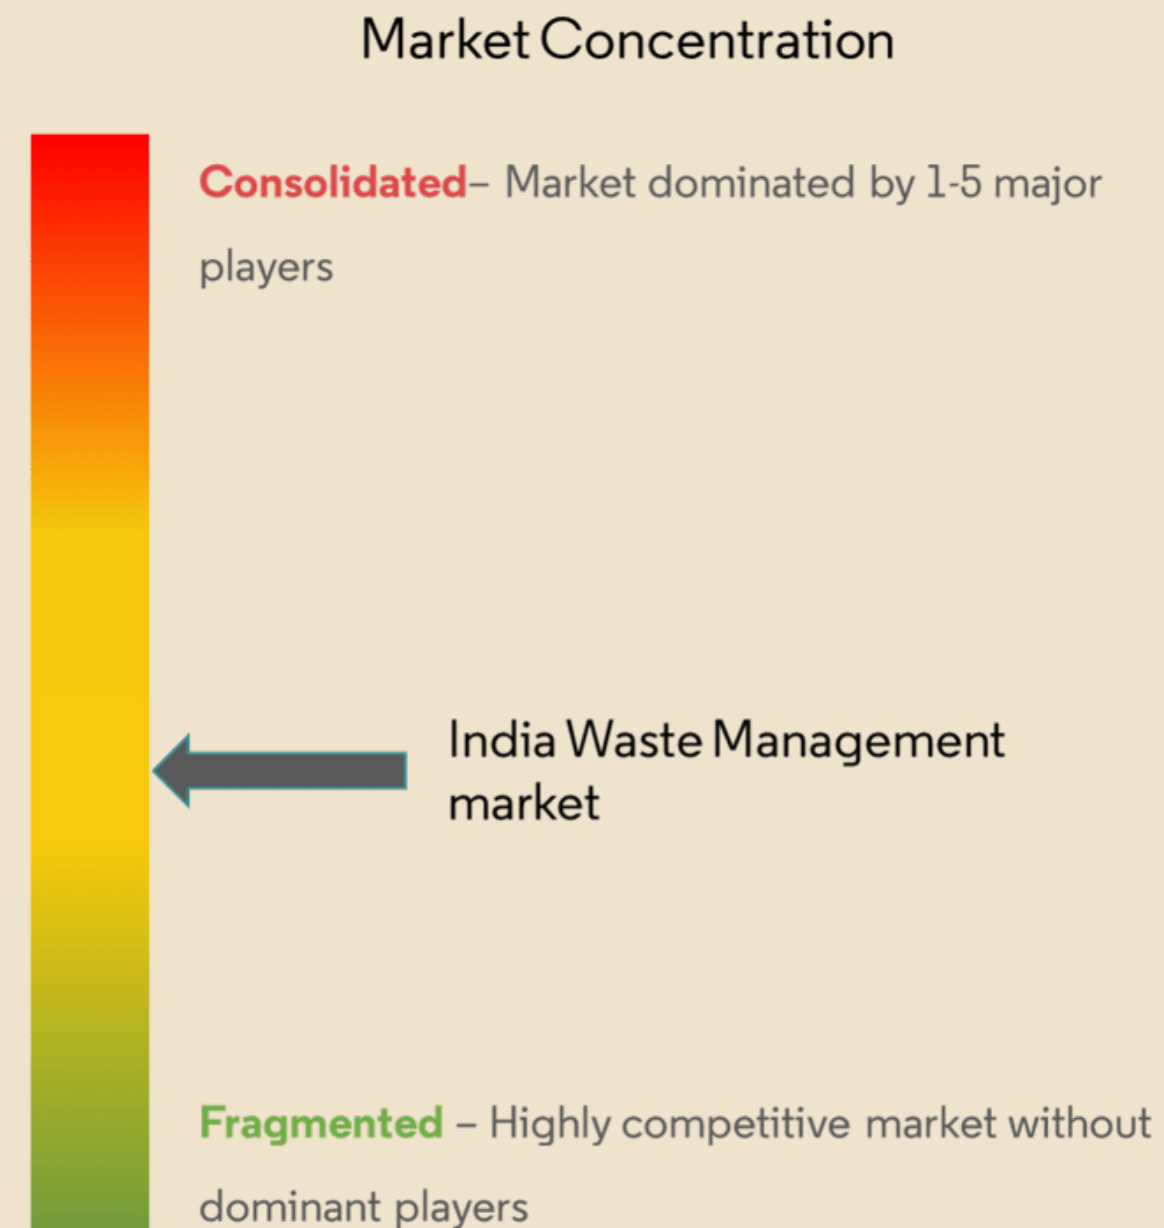 Market Concentration
Consolidated– Market dominated by 1-5 major
players
India Waste Management
market
Fragmented – Highly competitive market without
dominant players